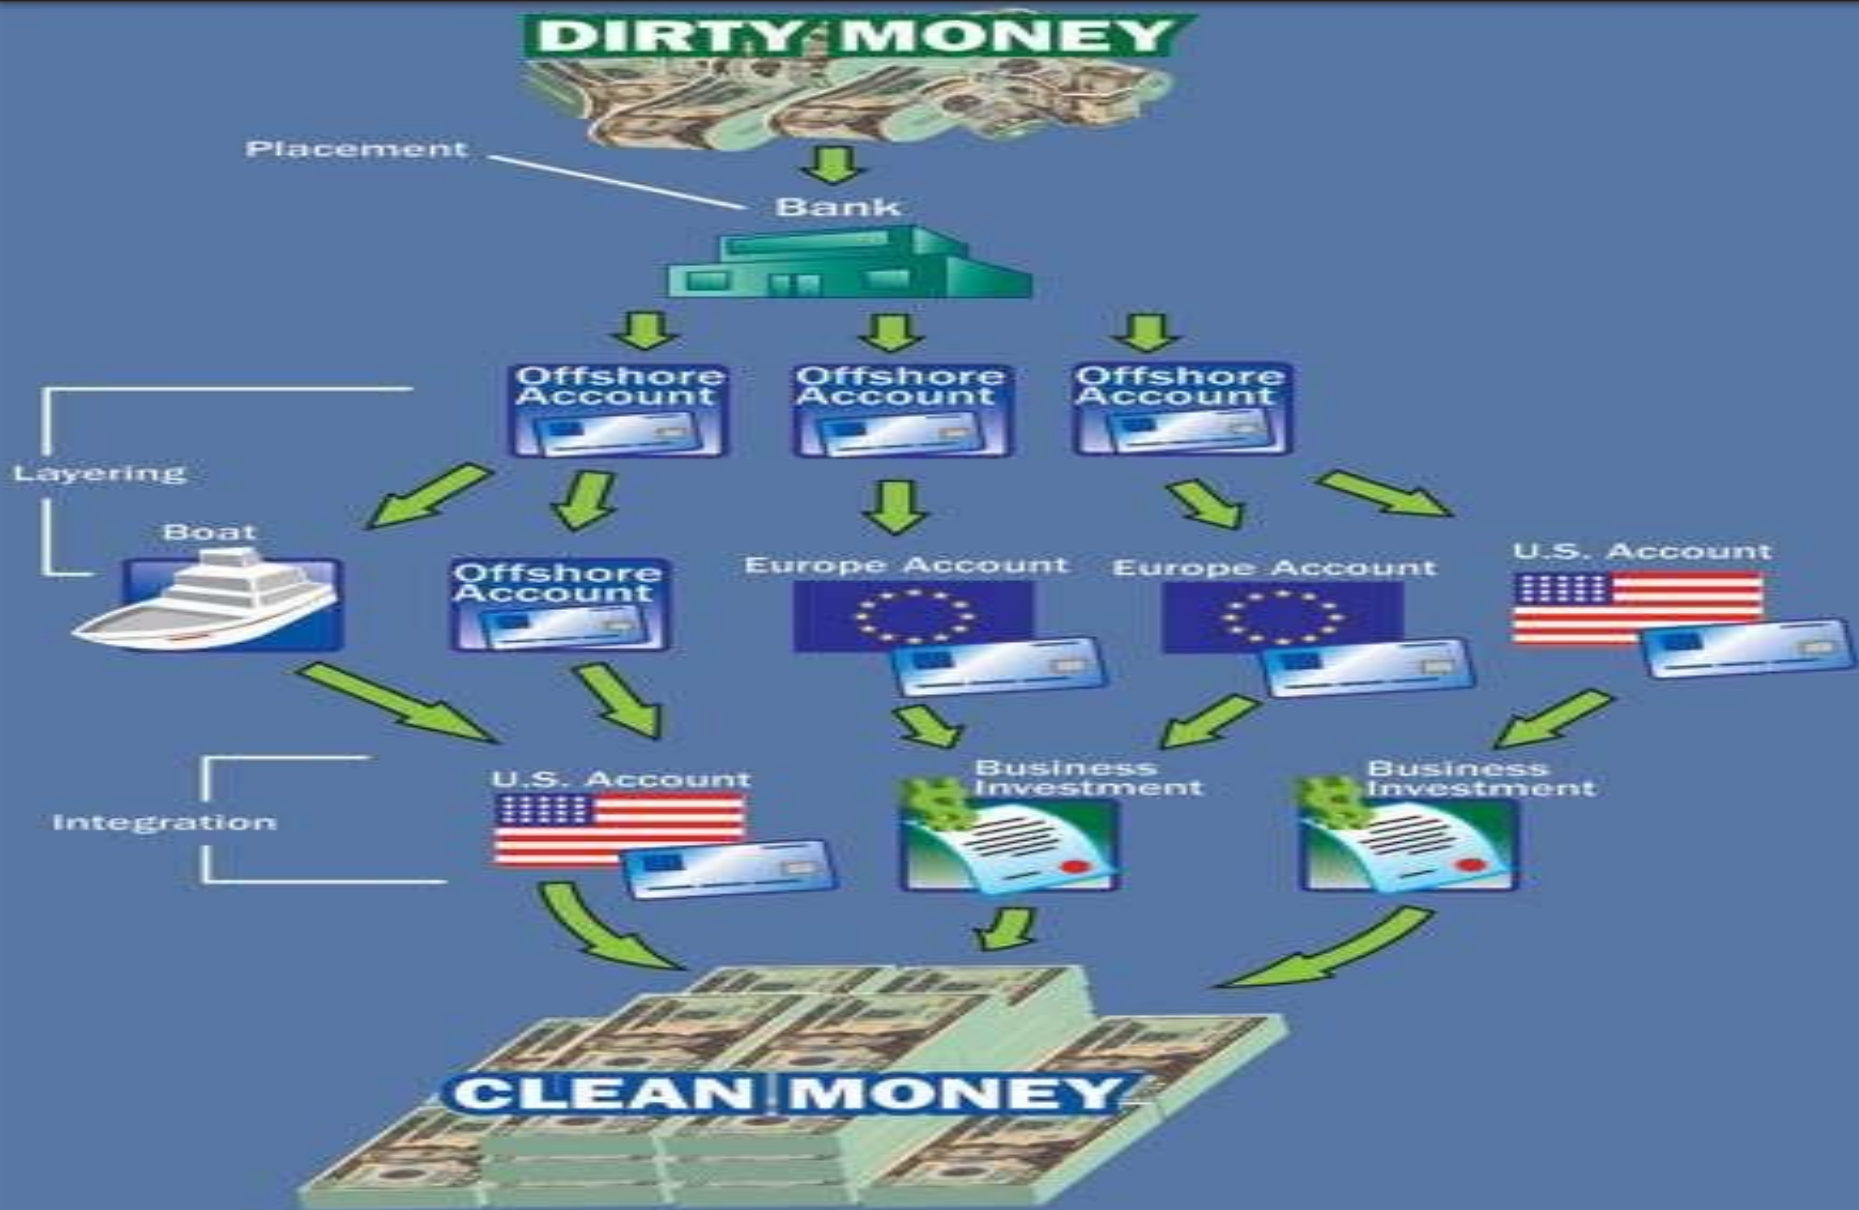 DIRTY MONEY
Placement
Bank
Offshore
Account
Offshore
Account
Offshore
Account
Layering
Boat
Offshore
Account
Europe Account
Europe Account
U.S. Account
Integration
U.S. Account
Business
Investment
Business
Investment
CLEAN MONEY